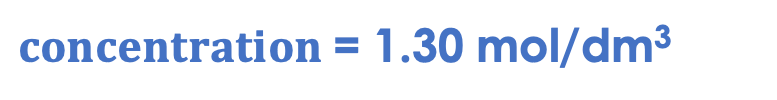 concentration = 1.30 mol/dm³